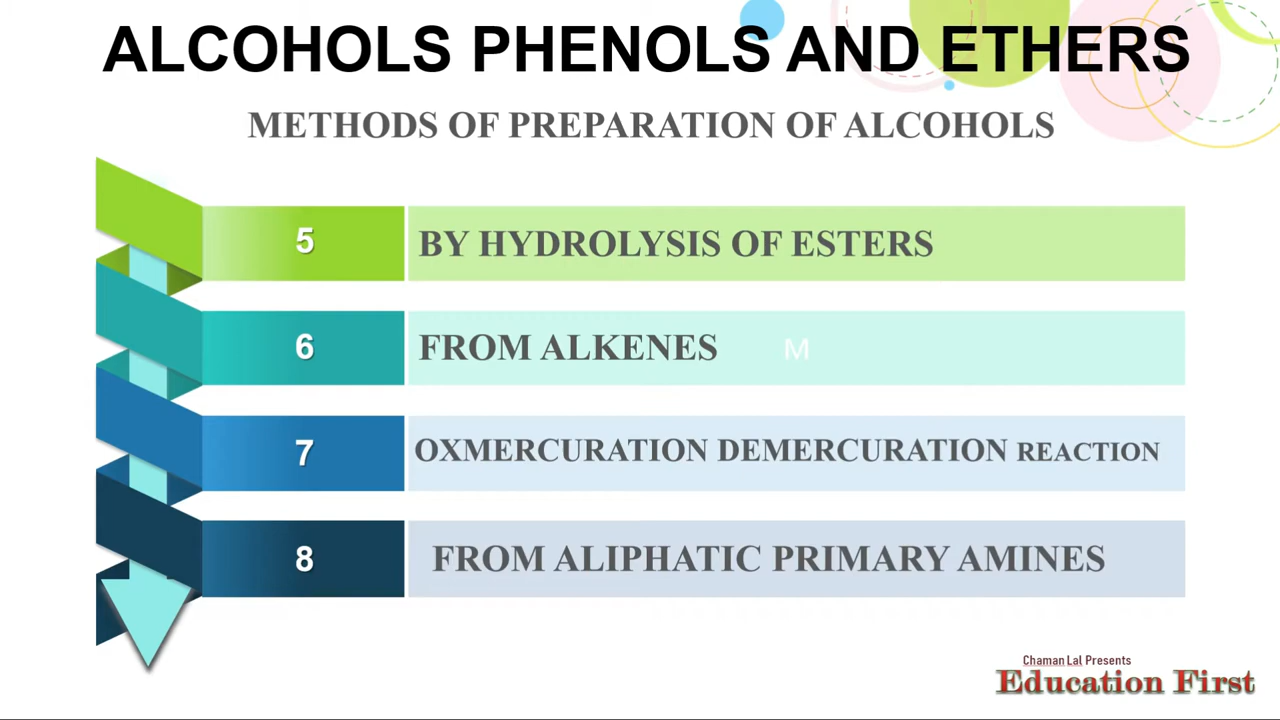 ALCOHOLS PHENOLS AND ETHERS
METHODS OF PREPARATION OF ALCOHOLS
5 BY HYDROLYSIS OF ESTERS
6 FROM ALKENES M
7 OXMERCURATION DEMERCURATION REACTION
8 FROM ALIPHATIC PRIMARY AMINES
Chaman Lal Presents
Education First